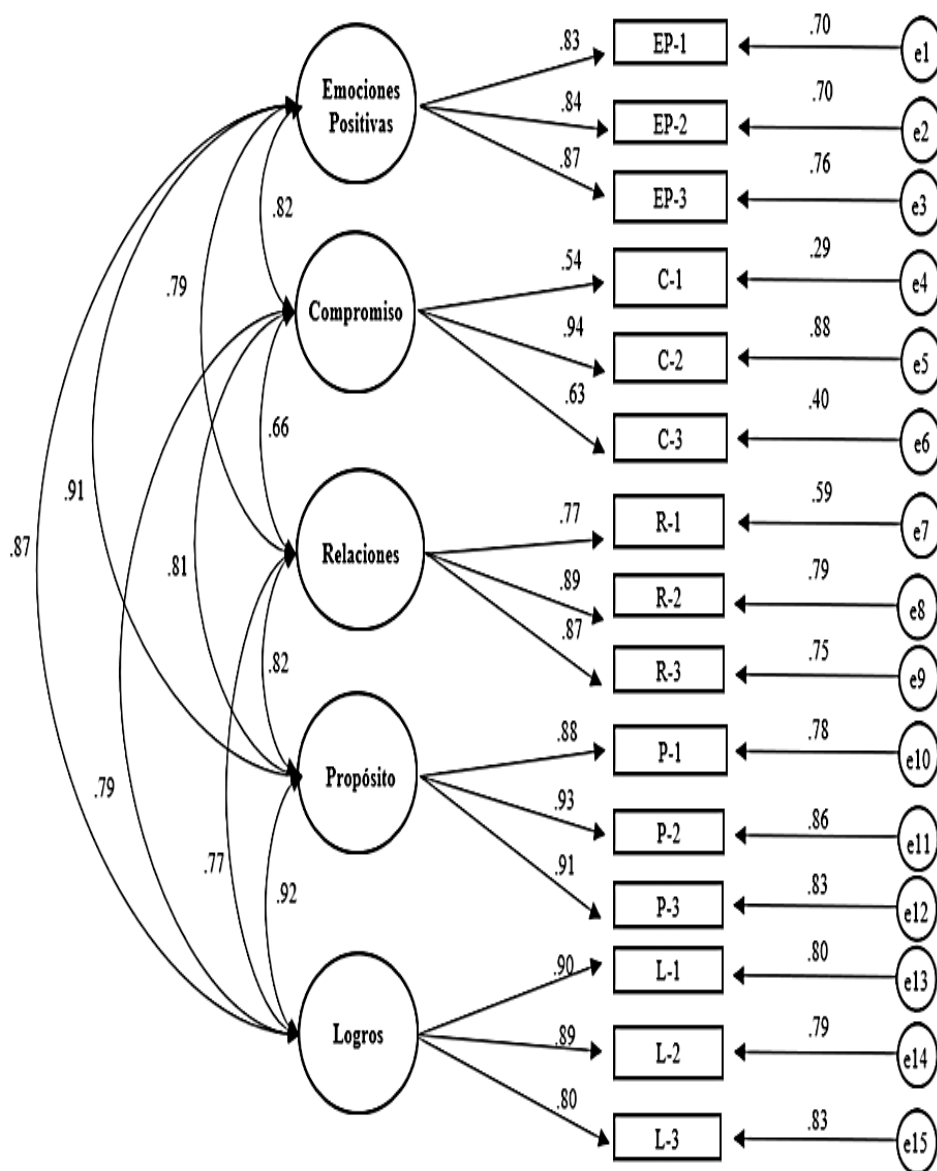 .83
EP-1
.70
e1
Emociones
Positivas
.84
EP-2
.70
e2
.87
EP-3
.76
e3
.82
.79
.54
C-1
.29
e4
Compromiso
.94
C-2
.88
e5
.63
C-3
.40
e6
.66
.91
.87
.81
.77
R-1
.59
e7
Relaciones
.89
R-2
.79
e8
.87
R-3
.75
e9
.82
.88
P-1
.78
e10
Propósito
.93
P-2
.86
e11
.91
P-3
.83
e12
.79
.77
.92
.90
L-1
.80
e13
Logros
.89
L-2
.79
e14
.80
L-3
.83
e15